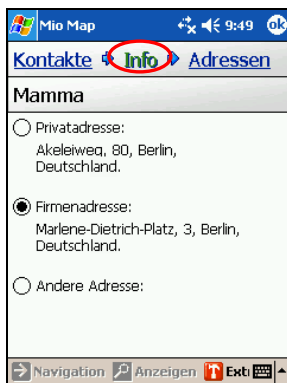 Mio Map 9:49 ok
Kontakte Info Adressen
Mamma
Privatadresse:
Akeleiweg, 80, Berlin,
Deutschland.
Firmenadresse:
Marlene-Dietrich-Platz, 3, Berlin,
Deutschland.
Andere Adresse:
Navigation Anzeigen Extr